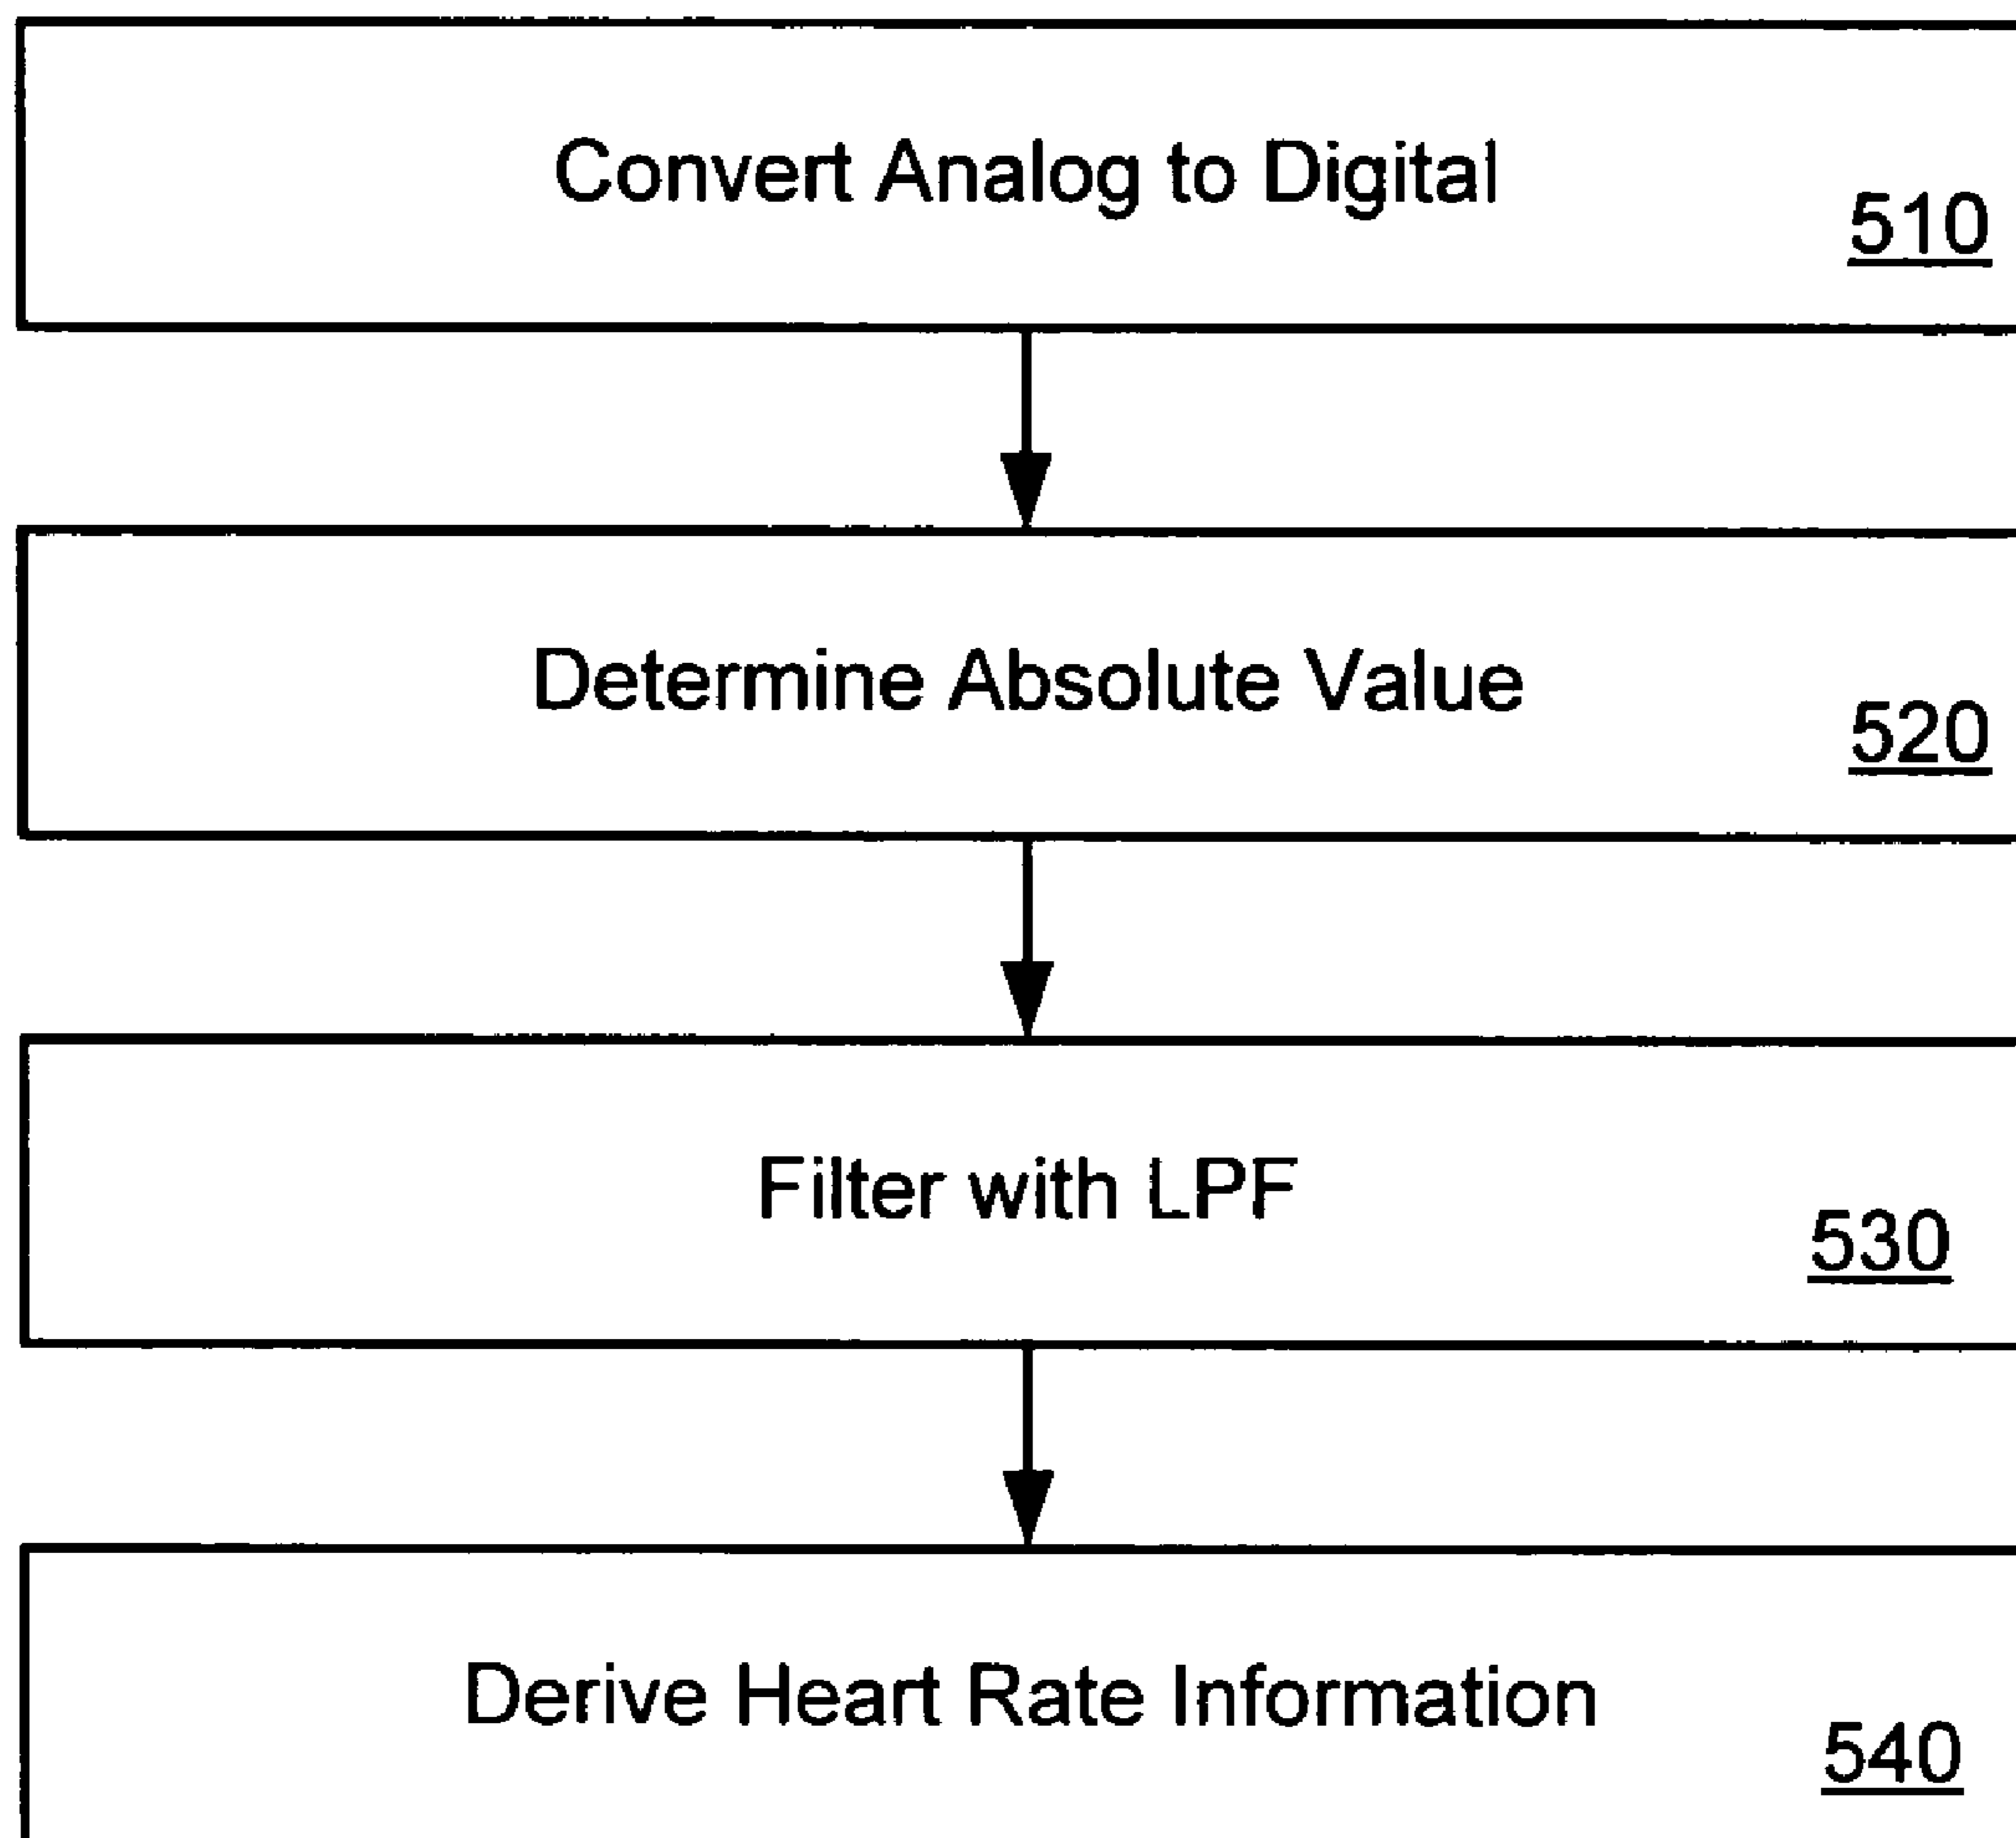 Convert Analog to Digital
510
Determine Absolute Value
520
Filter with LPF
530
Derive Heart Rate Information
540